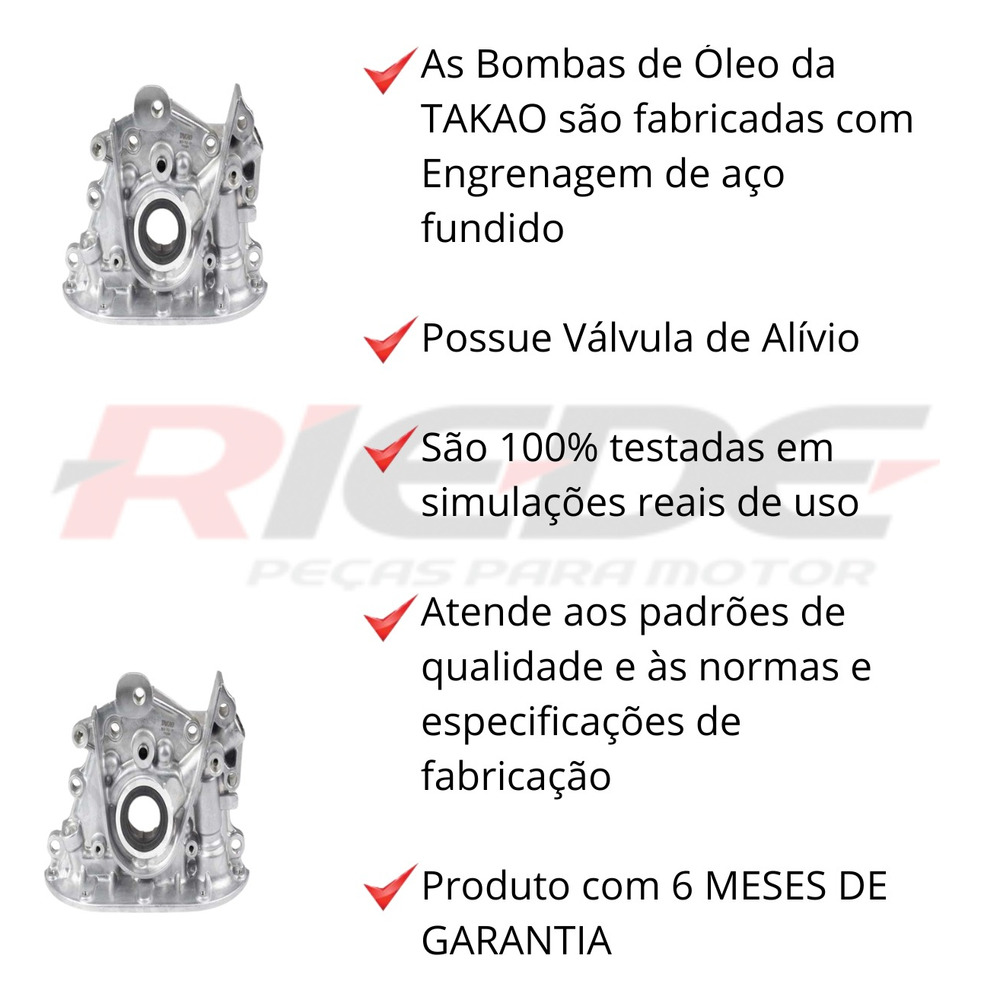 As Bombas de Óleo da
TAKAO são fabricadas com
Engrenagem de aço
fundido
Possue Válvula de Alívio
RIEDE
São 100% testadas em
simulações reais de uso
PEÇAS PARA MOTOR
Atende aos padrões de
qualidade e às normas e
especificações de
fabricação
Produto com 6 MESES DE
GARANTIA